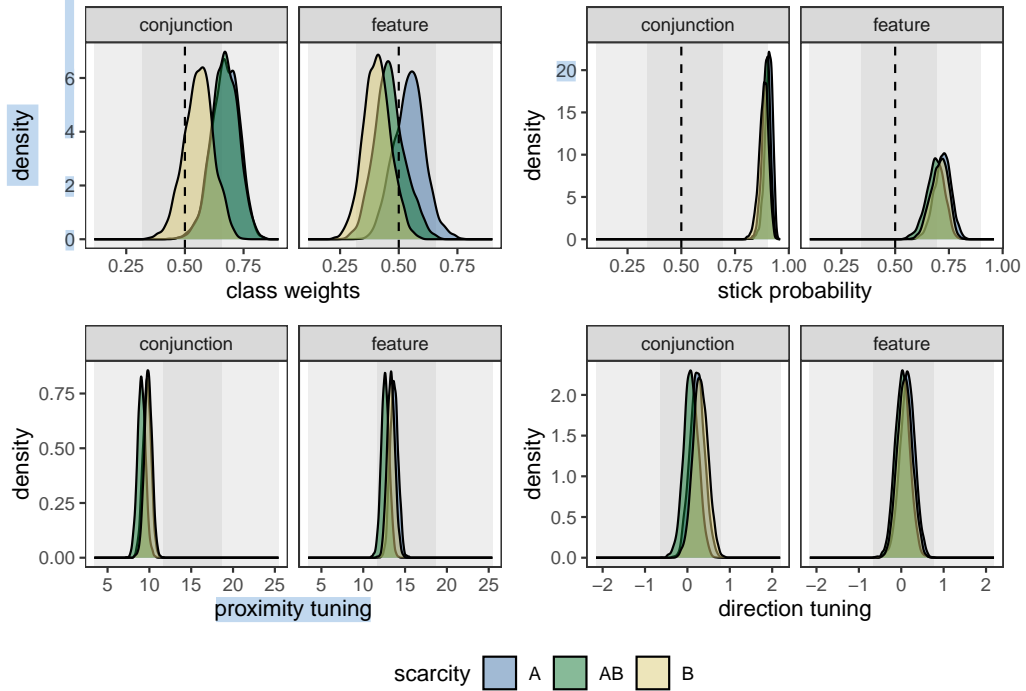 conjunction feature
density
6
4
2
0
0.25 0.50 0.75 0.25 0.50 0.75
class weights
conjunction feature
density
20
15
10
5
0
0.25 0.50 0.75 1.00 0.25 0.50 0.75 1.00
stick probability
conjunction feature
density
0.75
0.50
0.25
0.00
5 10 15 20 25 5 10 15 20 25
proximity tuning
conjunction feature
density
2.0
1.5
1.0
0.5
0.0
−2 −1 0 1 2 −2 −1 0 1 2
direction tuning
scarcity A AB B